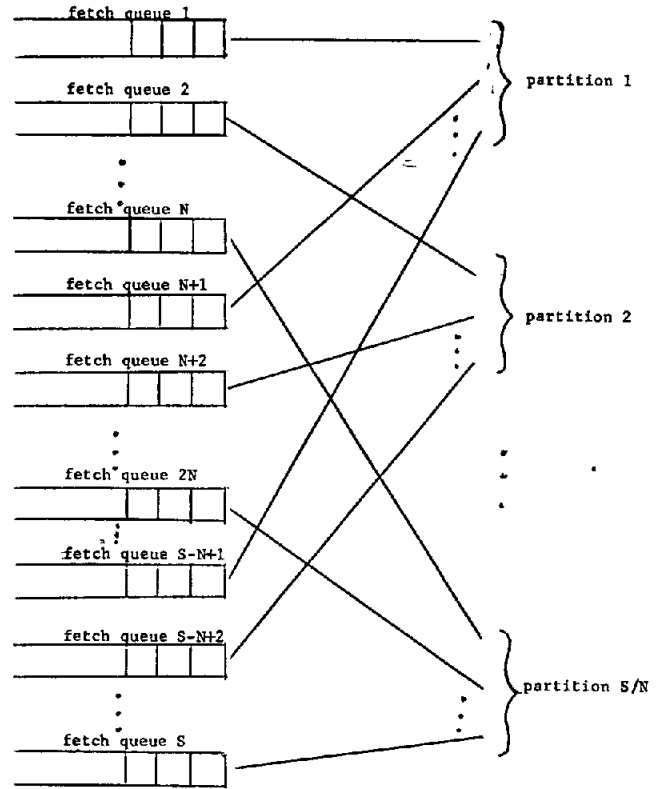 fetch queue 1
partition 1
fetch queue 2
fetch queue N
fetch queue N+1
partition 2
fetch queue N+2
fetch queue 2N
fetch queue S-N+1
fetch queue S-N+2
partition S/N
fetch queue S